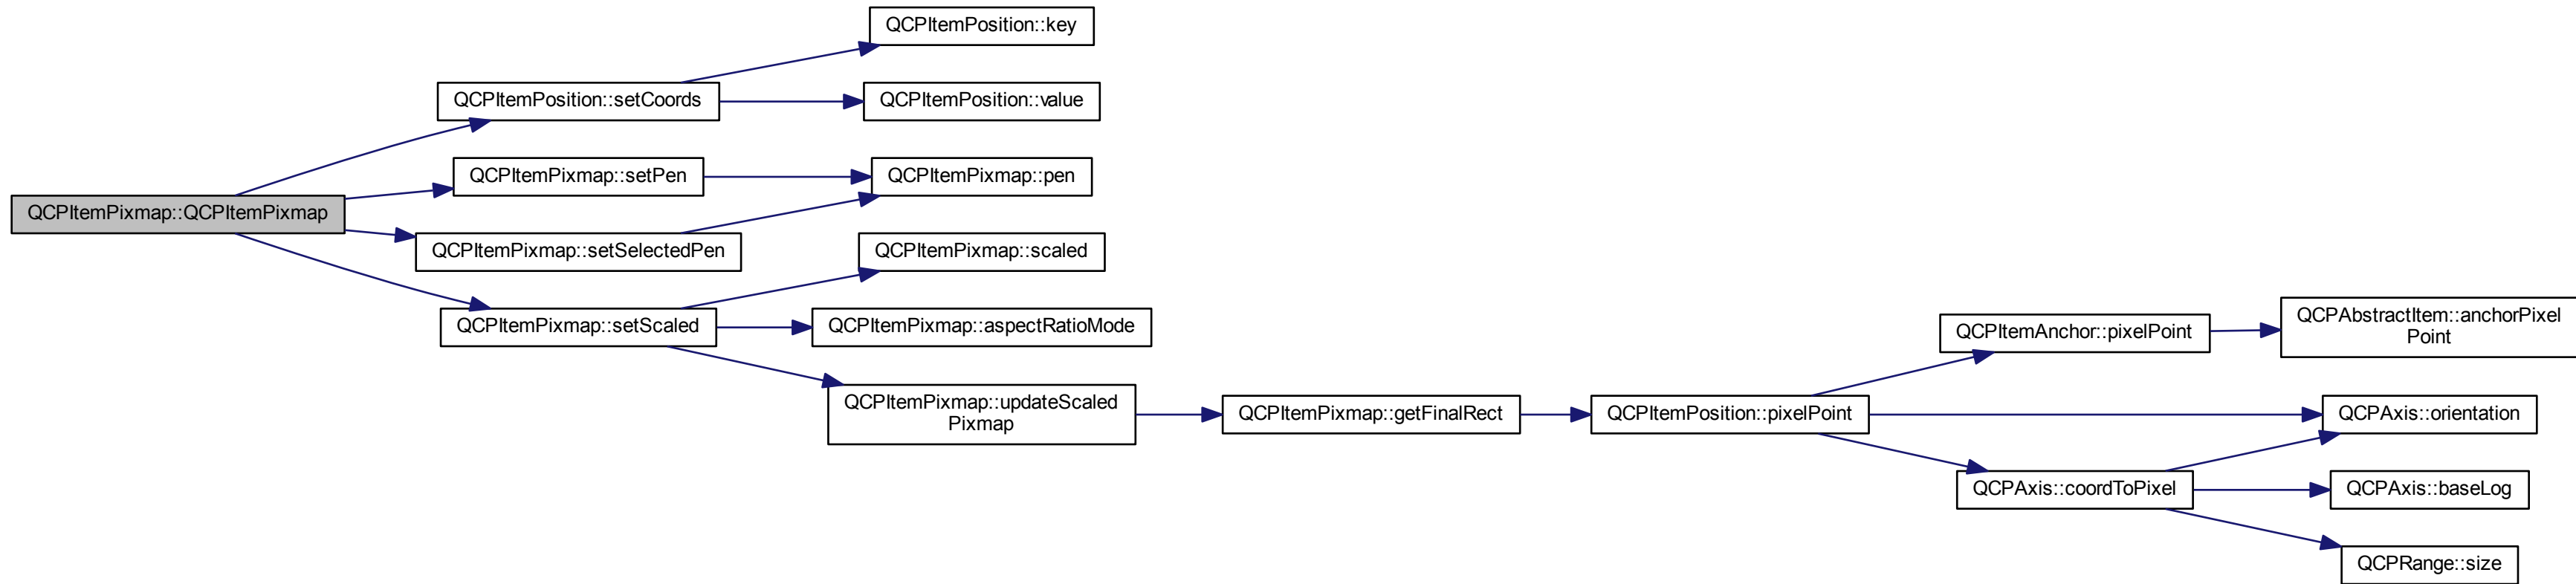 QCPItemPosition::key
QCPItemPosition::setCoords
QCPItemPosition::value
QCPItemPixmap::setPen
QCPItemPixmap::pen
QCPItemPixmap::QCPItemPixmap
QCPItemPixmap::setSelectedPen
QCPItemPixmap::scaled
QCPItemPixmap::setScaled
QCPItemPixmap::aspectRatioMode
QCPItemAnchor::pixelPoint
QCPAbstractItem::anchorPixel
Point
QCPItemPixmap::updateScaled
Pixmap
QCPItemPixmap::getFinalRect
QCPItemPosition::pixelPoint
QCPAxis::orientation
QCPAxis::coordToPixel
QCPAxis::baseLog
QCPRange::size